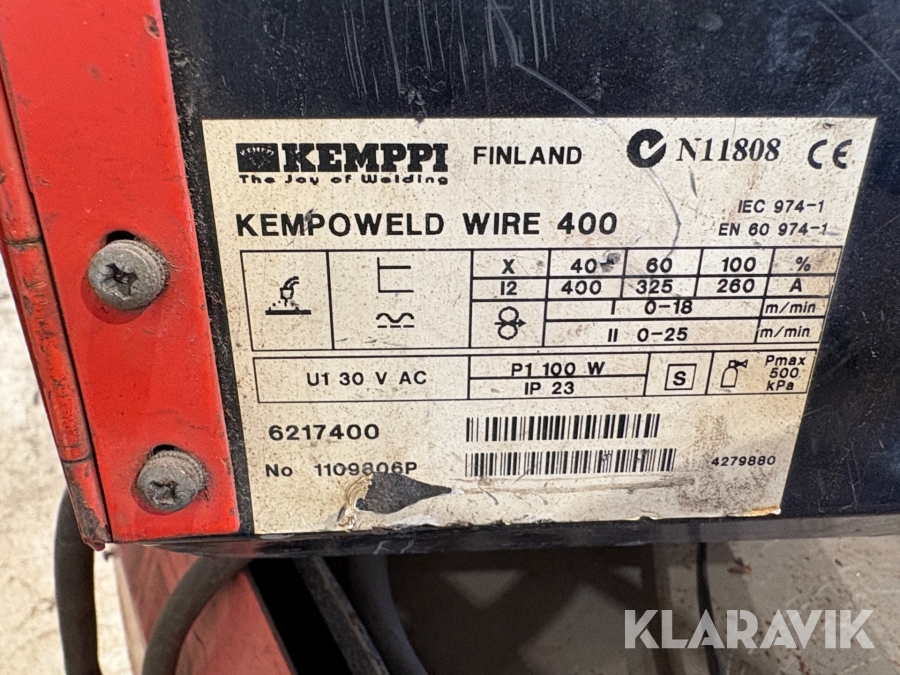 KEMPPI FINLAND N11808 CE
The Joy of Welding
KEMPOWELD WIRE 400
IEC 974-1
EN 60 974-1
X 40 60 100 %
I2 400 325 260 A
I 0-18 m/min
II 0-25 m/min
U1 30 V AC
P1 100 W
IP 23
S
Pmax
500
kPa
6217400
No 1109806P
4279880
KLARAVIK